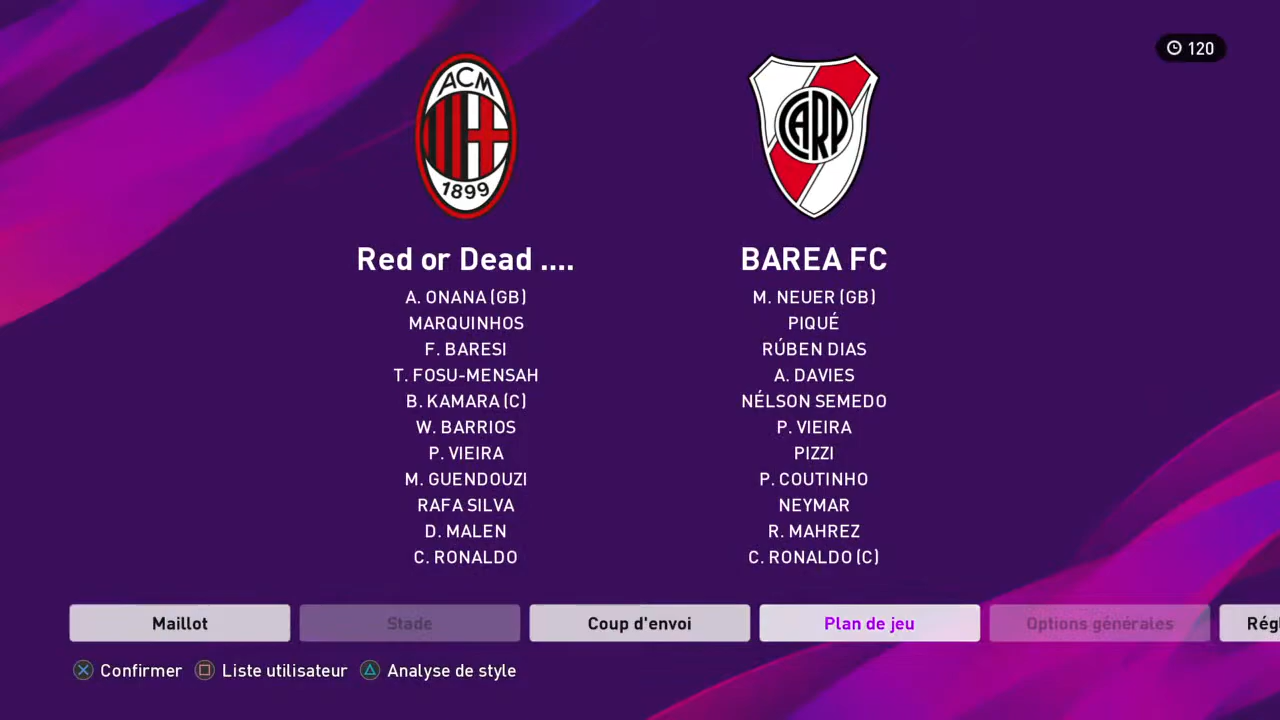 120
ACM
1899
CARP
Red or Dead ....
A. ONANA (GB)
MARQUINHOS
F. BARESI
T. FOSU-MENSAH
B. KAMARA (C)
W. BARRIOS
P. VIEIRA
M. GUENDOUZI
RAFA SILVA
D. MALEN
C. RONALDO
BAREA FC
M. NEUER (GB)
PIQUÉ
RÚBEN DIAS
A. DAVIES
NÉLSON SEMEDO
P. VIEIRA
PIZZI
P. COUTINHO
NEYMAR
R. MAHREZ
C. RONALDO (C)
Maillot
Stade
Coup d'envoi
Plan de jeu
Options générales
Régl
Confirmer
Liste utilisateur
Analyse de style